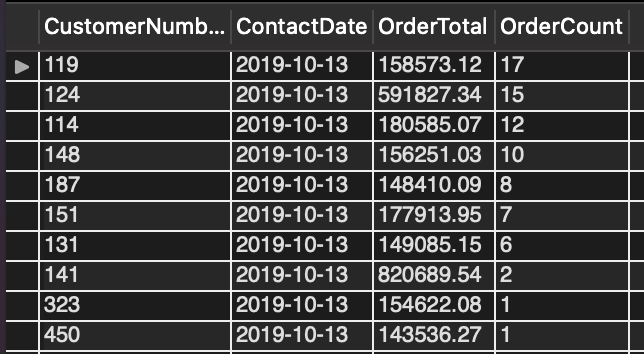 CustomerNumb... ContactDate OrderTotal OrderCount
119 2019-10-13 158573.12 17
124 2019-10-13 591827.34 15
114 2019-10-13 180585.07 12
148 2019-10-13 156251.03 10
187 2019-10-13 148410.09 8
151 2019-10-13 177913.95 7
131 2019-10-13 149085.15 6
141 2019-10-13 820689.54 2
323 2019-10-13 154622.08 1
450 2019-10-13 143536.27 1